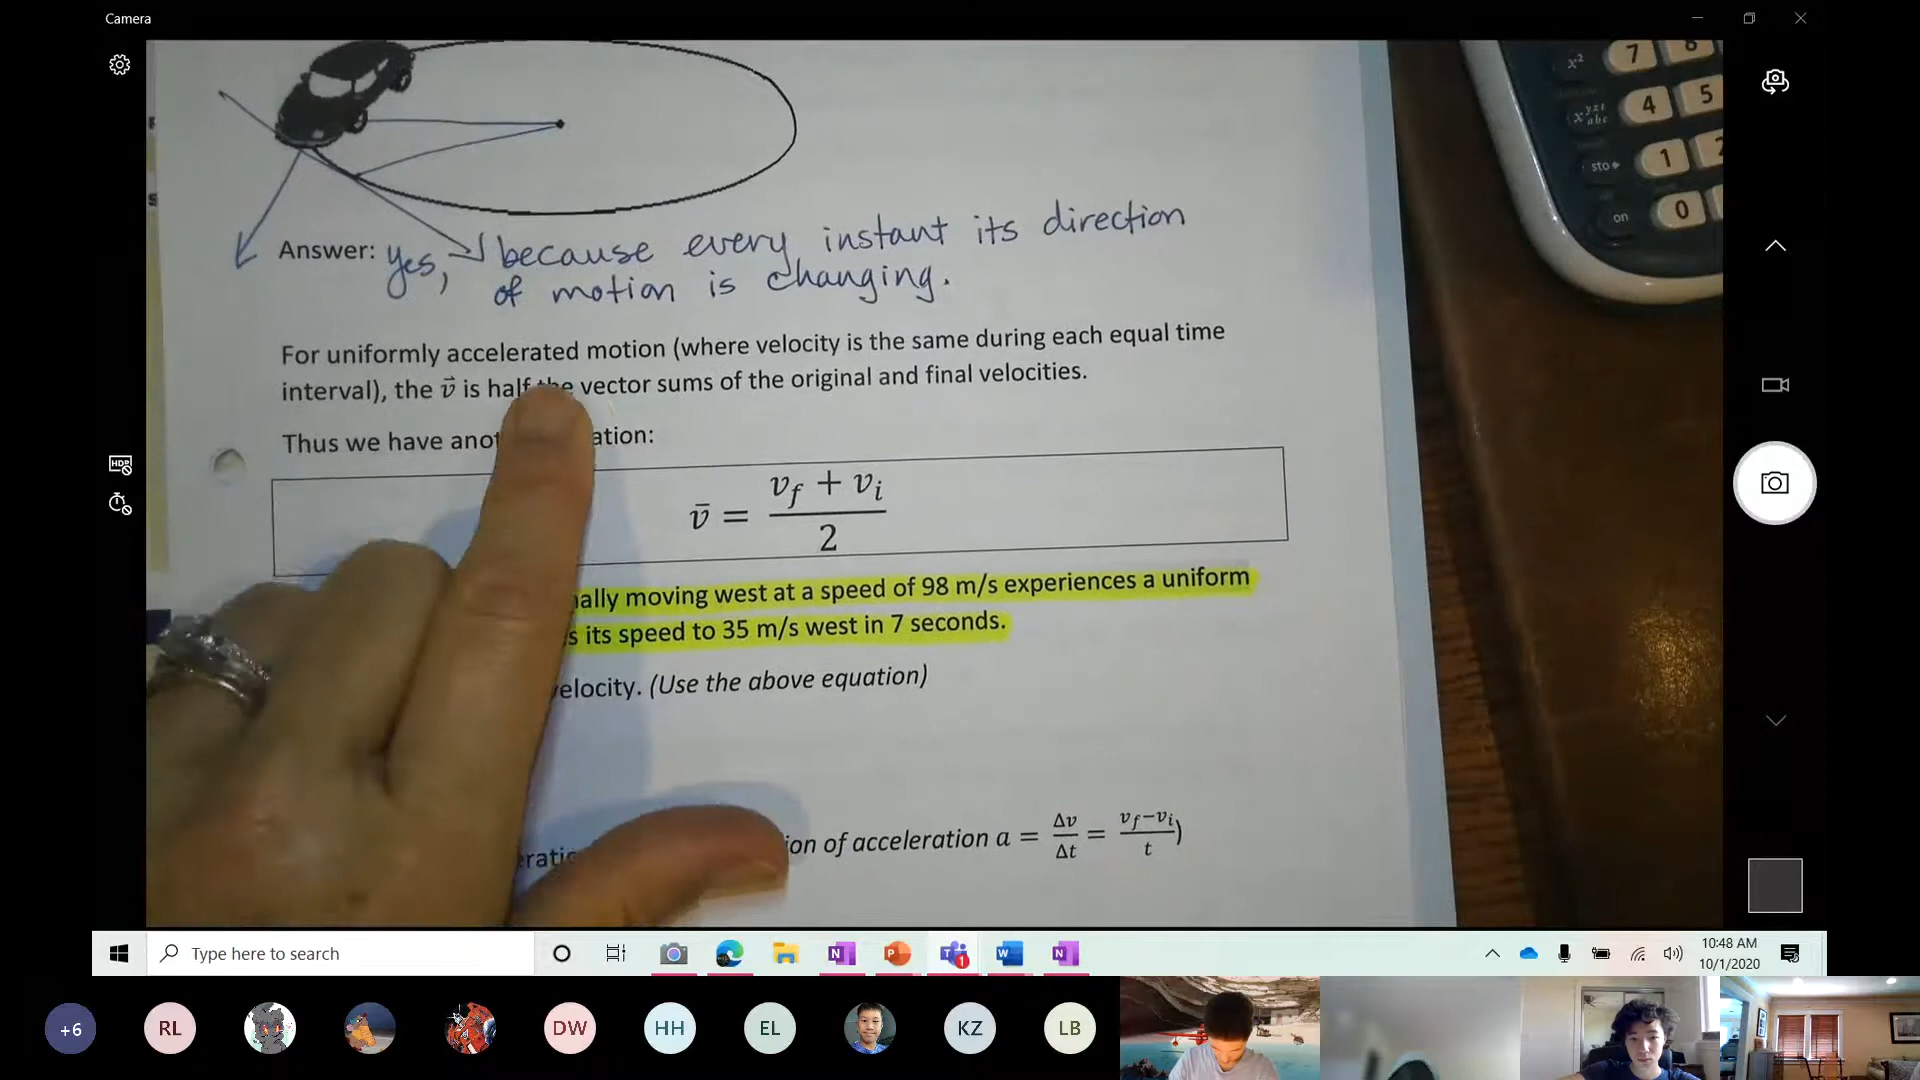 Camera
x²
7
8
4
5
sto▸
1
2
on
0
Answer: Yes, because every instant its direction
of motion is changing.
For uniformly accelerated motion (where velocity is the same during each equal time
interval), the v⃗ is half the vector sums of the original and final velocities.
Thus we have ation:
v̄ = (v_f + v_i)/2
ally moving west at a speed of 98 m/s experiences a uniform
s its speed to 35 m/s west in 7 seconds.
elocity. (Use the above equation)
ion of acceleration a = Δv/Δt = (v_f−v_i)/t)
Type here to search
10:48 AM
10/1/2020
+6
RL
DW
HH
EL
KZ
LB